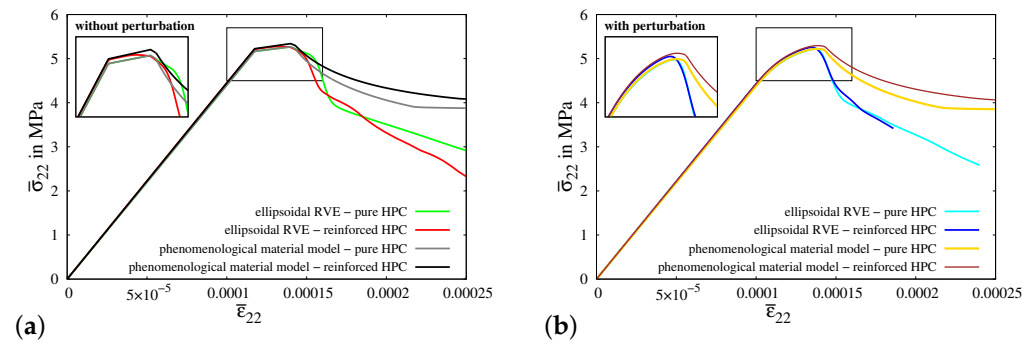 without perturbation
6
5
4
3
2
1
0
σ̅22 in MPa
ellipsoidal RVE – pure HPC
ellipsoidal RVE – reinforced HPC
phenomenological material model – pure HPC
phenomenological material model – reinforced HPC
0
5×10⁻⁵
0.0001
0.00015
0.0002
0.00025
ε̅22
(a)
with perturbation
6
5
4
3
2
1
0
σ̅22 in MPa
ellipsoidal RVE – pure HPC
ellipsoidal RVE – reinforced HPC
phenomenological material model – pure HPC
phenomenological material model – reinforced HPC
0
5×10⁻⁵
0.0001
0.00015
0.0002
0.00025
ε̅22
(b)